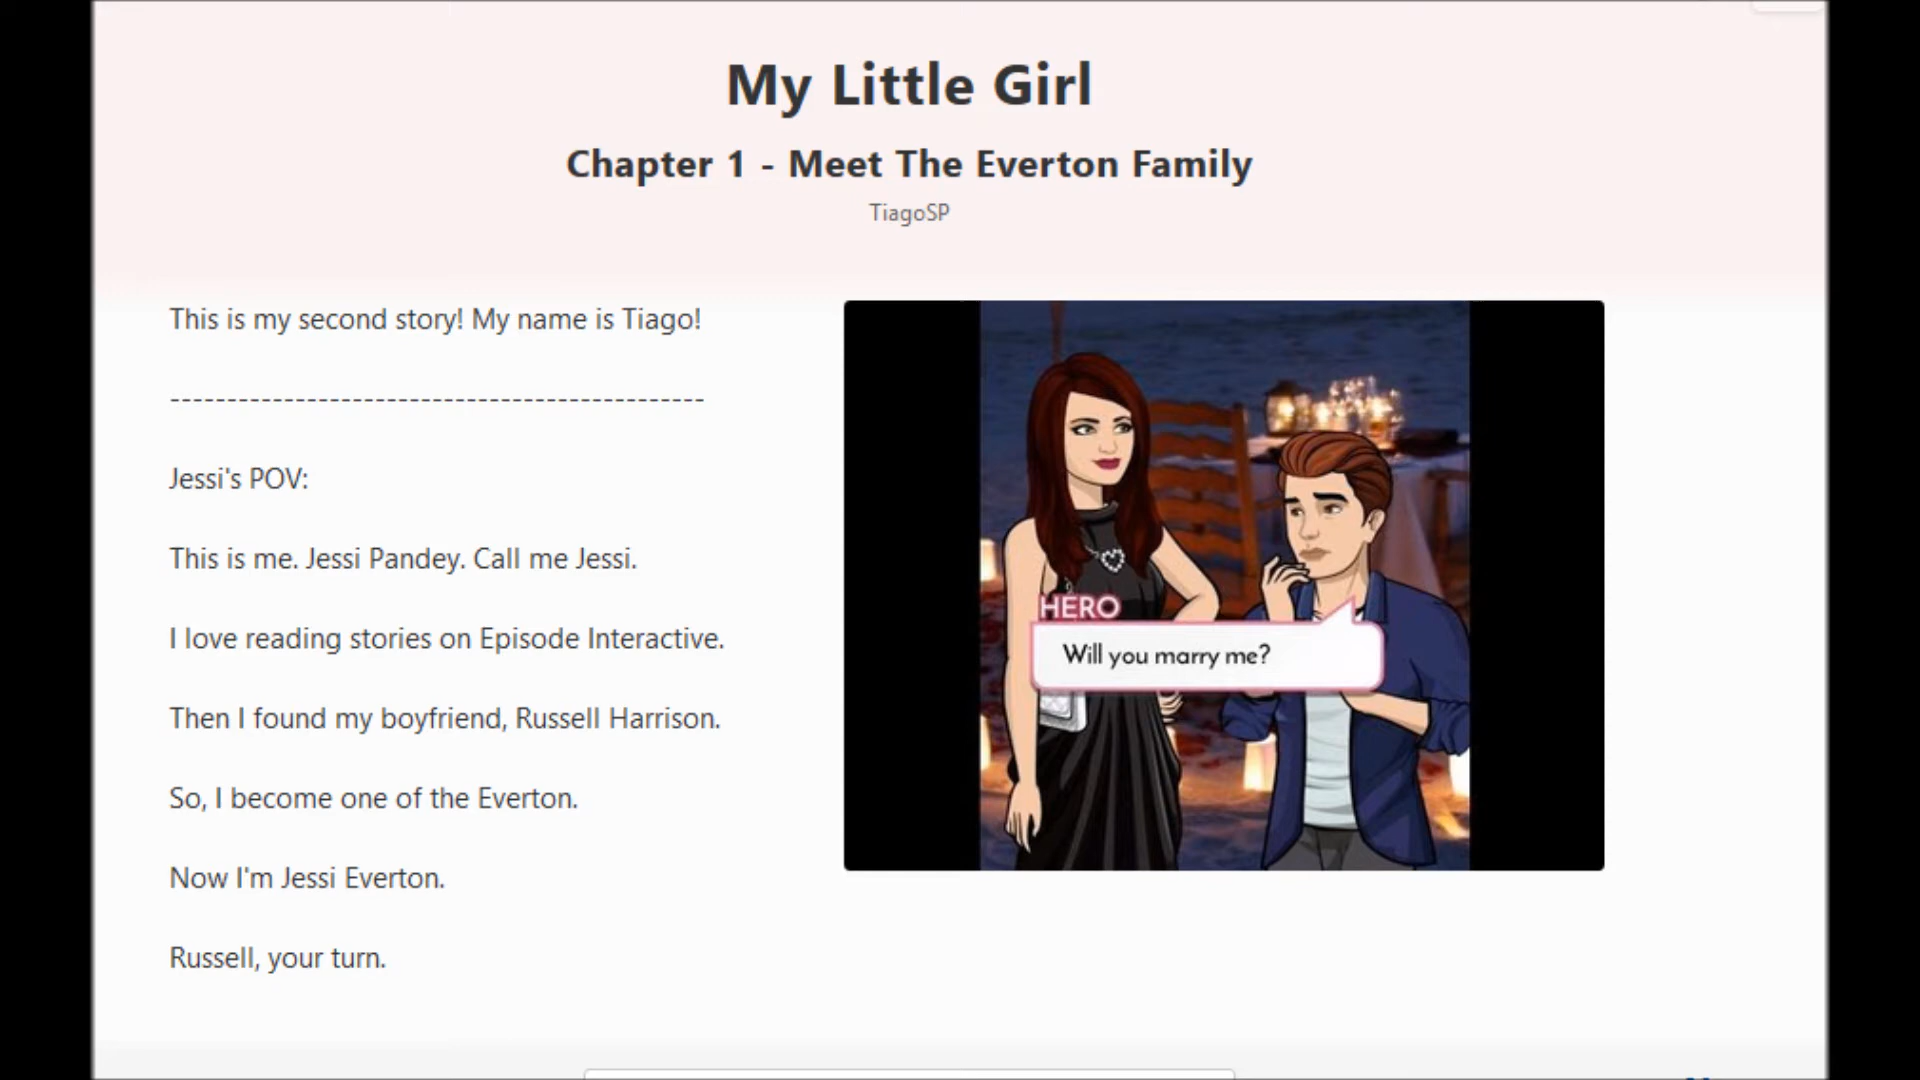 My Little Girl
Chapter 1 - Meet The Everton Family
TiagoSP
This is my second story! My name is Tiago!
-----------------------------------------------
Jessi's POV:
This is me. Jessi Pandey. Call me Jessi.
I love reading stories on Episode Interactive.
Then I found my boyfriend, Russell Harrison.
So, I become one of the Everton.
Now I'm Jessi Everton.
Russell, your turn.
HERO
Will you marry me?